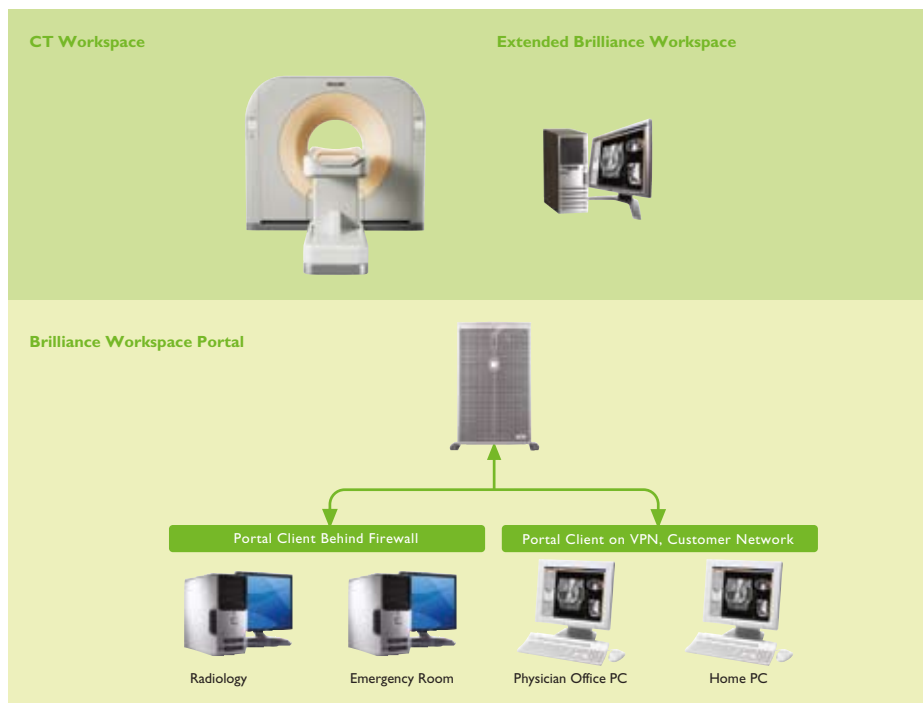 CT Workspace
Extended Brilliance Workspace
Brilliance Workspace Portal
Portal Client Behind Firewall
Portal Client on VPN, Customer Network
Radiology
Emergency Room
Physician Office PC
Home PC